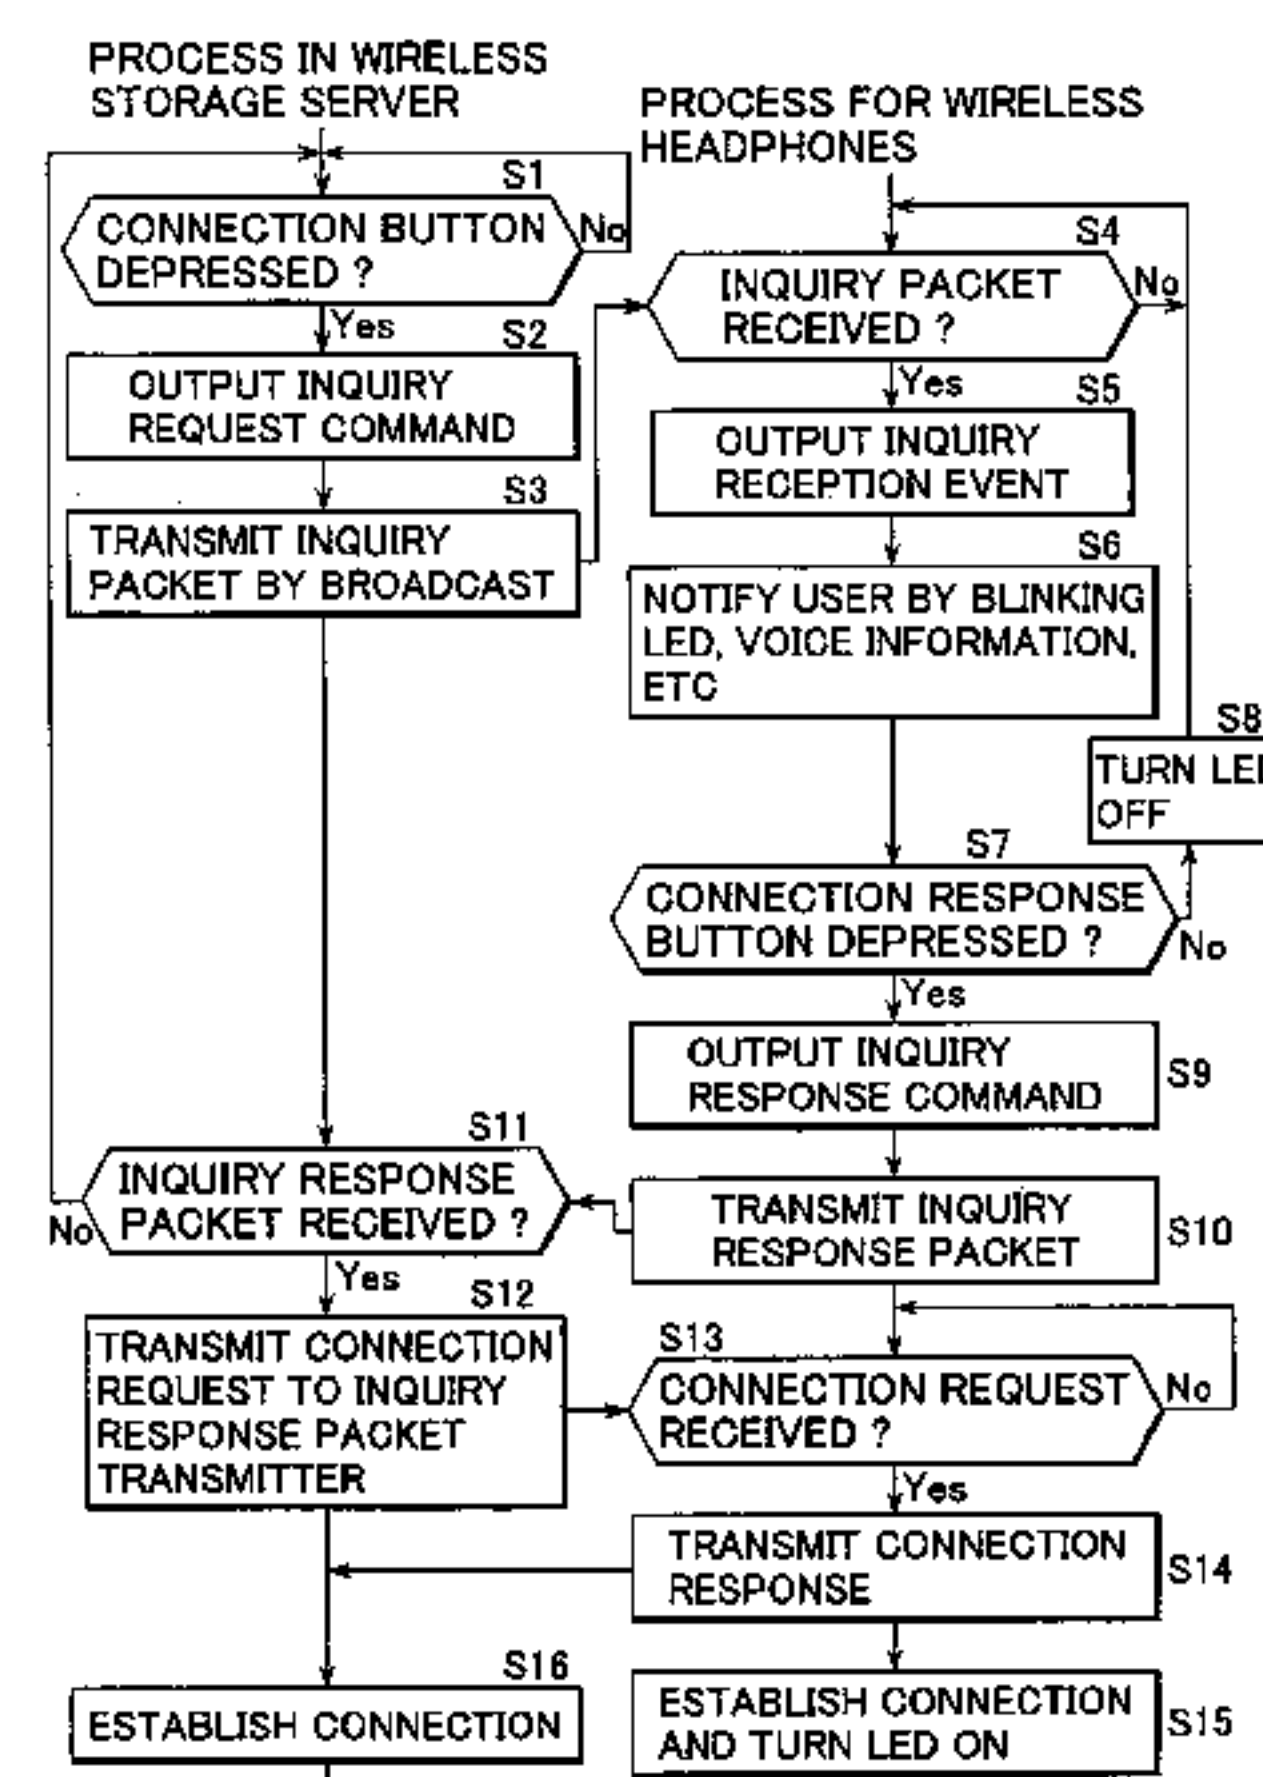 PROCESS IN WIRELESS
STORAGE SERVER
S1
CONNECTION BUTTON
DEPRESSED ?
No
Yes
S2
OUTPUT INQUIRY
REQUEST COMMAND
S3
TRANSMIT INQUIRY
PACKET BY BROADCAST
PROCESS FOR WIRELESS
HEADPHONES
S4
INQUIRY PACKET
RECEIVED ?
No
Yes
S5
OUTPUT INQUIRY
RECEPTION EVENT
S6
NOTIFY USER BY BLINKING
LED, VOICE INFORMATION,
ETC
S8
TURN LED
OFF
S7
CONNECTION RESPONSE
BUTTON DEPRESSED ?
No
Yes
OUTPUT INQUIRY
RESPONSE COMMAND
S9
S11
INQUIRY RESPONSE
PACKET RECEIVED ?
No
Yes
TRANSMIT INQUIRY
RESPONSE PACKET
S10
S12
TRANSMIT CONNECTION
REQUEST TO INQUIRY
RESPONSE PACKET
TRANSMITTER
S13
CONNECTION REQUEST
RECEIVED ?
No
Yes
TRANSMIT CONNECTION
RESPONSE
S14
S16
ESTABLISH CONNECTION
ESTABLISH CONNECTION
AND TURN LED ON
S15